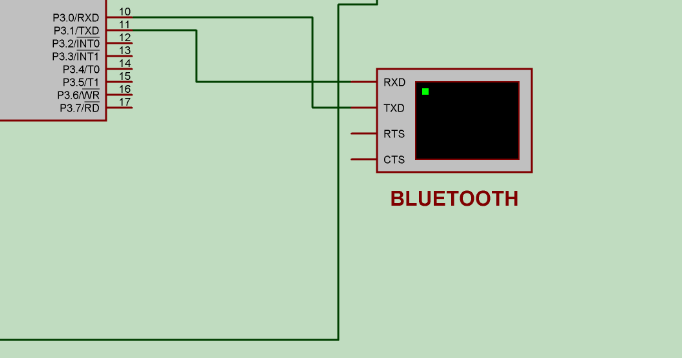 P3.0/RXD 10
P3.1/TXD 11
P3.2/INT0 12
P3.3/INT1 13
P3.4/T0 14
P3.5/T1 15
P3.6/WR 16
P3.7/RD 17
RXD
TXD
RTS
CTS
BLUETOOTH